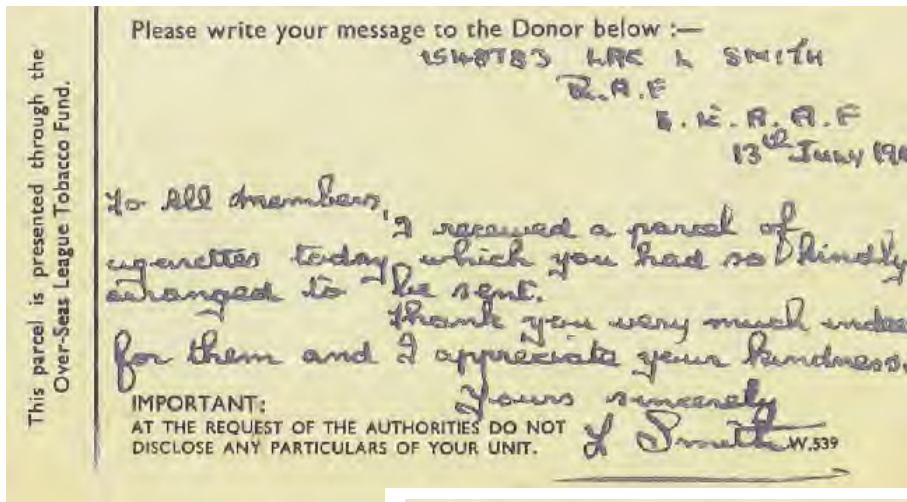 This parcel is presented through the
Over-Seas League Tobacco Fund.
Please write your message to the Donor below :—
1548783 LAC L SMITH
R.A.F
R.A.F
13th July
To All Members,
I received a parcel of
cigarettes today, which you had so kindly
arranged to be sent.
Thank you very much
for them and I appreciate your kindness.
Yours sincerely
L Smith
IMPORTANT:
AT THE REQUEST OF THE AUTHORITIES DO NOT
DISCLOSE ANY PARTICULARS OF YOUR UNIT.
W.539